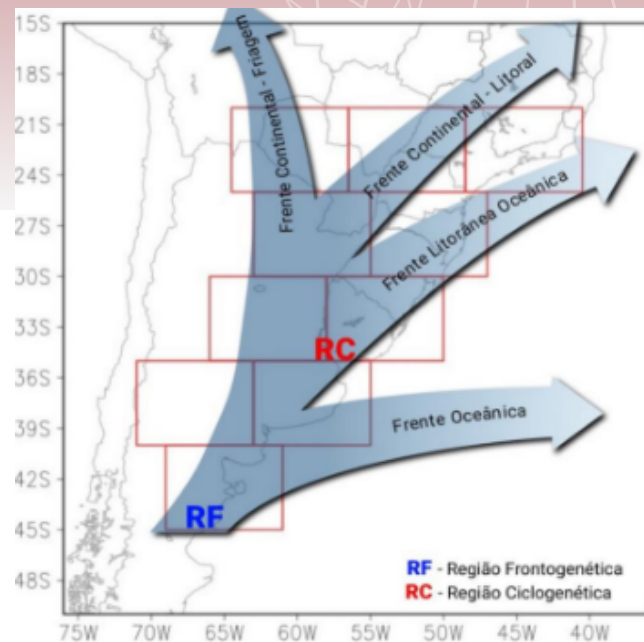 15S
18S
21S
25S
27S
30S
33S
36S
39S
42S
45S
48S
75W
70W
65W
60W
55W
50W
45W
40W
Frente Continental - Friagem
Frente Continental - Litoral
Frente Litorânea Oceânica
Frente Oceânica
RC
RF
RF - Região Frontogenética
RC - Região Ciclogenética